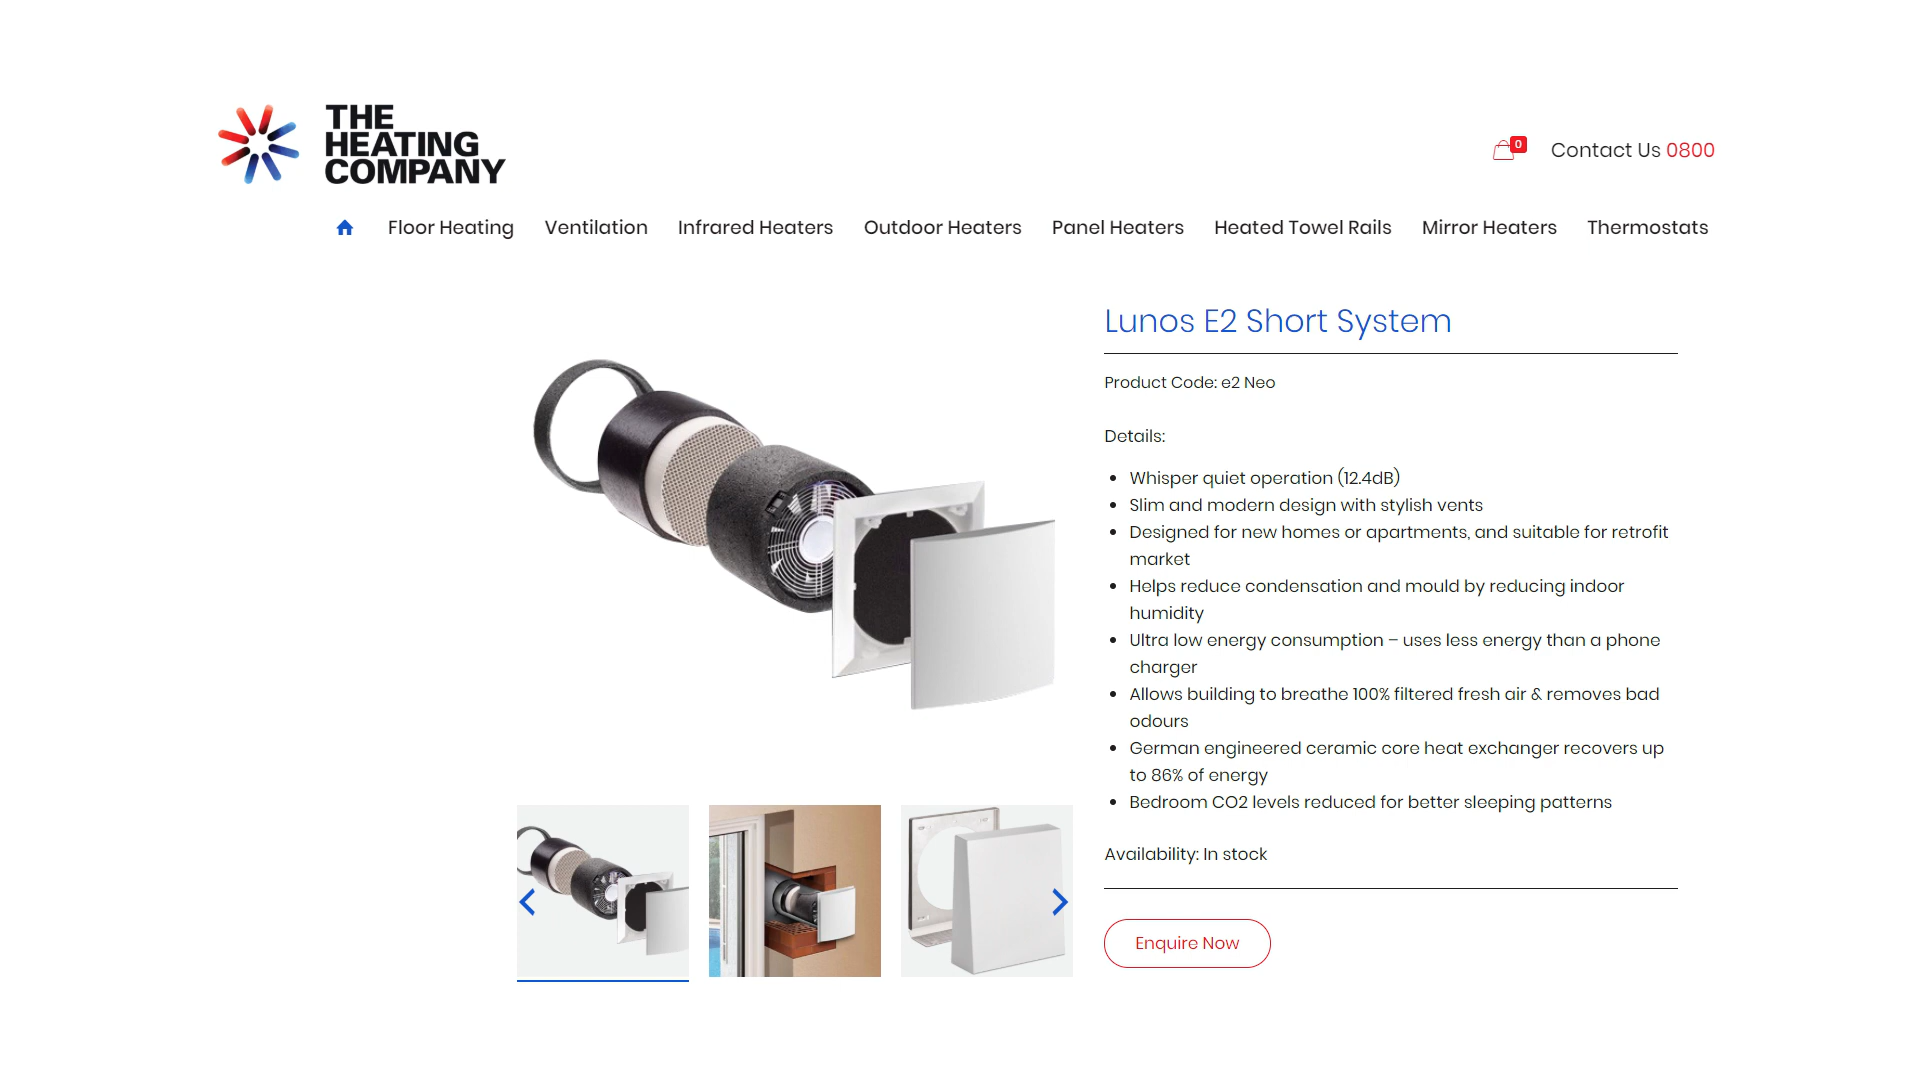 THE
HEATING
COMPANY
0
Contact Us 0800
Floor Heating Ventilation Infrared Heaters Outdoor Heaters Panel Heaters Heated Towel Rails Mirror Heaters Thermostats
Lunos E2 Short System
Product Code: e2 Neo
Details:
Whisper quiet operation (12.4dB)
Slim and modern design with stylish vents
Designed for new homes or apartments, and suitable for retrofit
market
Helps reduce condensation and mould by reducing indoor
humidity
Ultra low energy consumption – uses less energy than a phone
charger
Allows building to breathe 100% filtered fresh air & removes bad
odours
German engineered ceramic core heat exchanger recovers up
to 86% of energy
Bedroom CO2 levels reduced for better sleeping patterns
Availability: In stock
Enquire Now